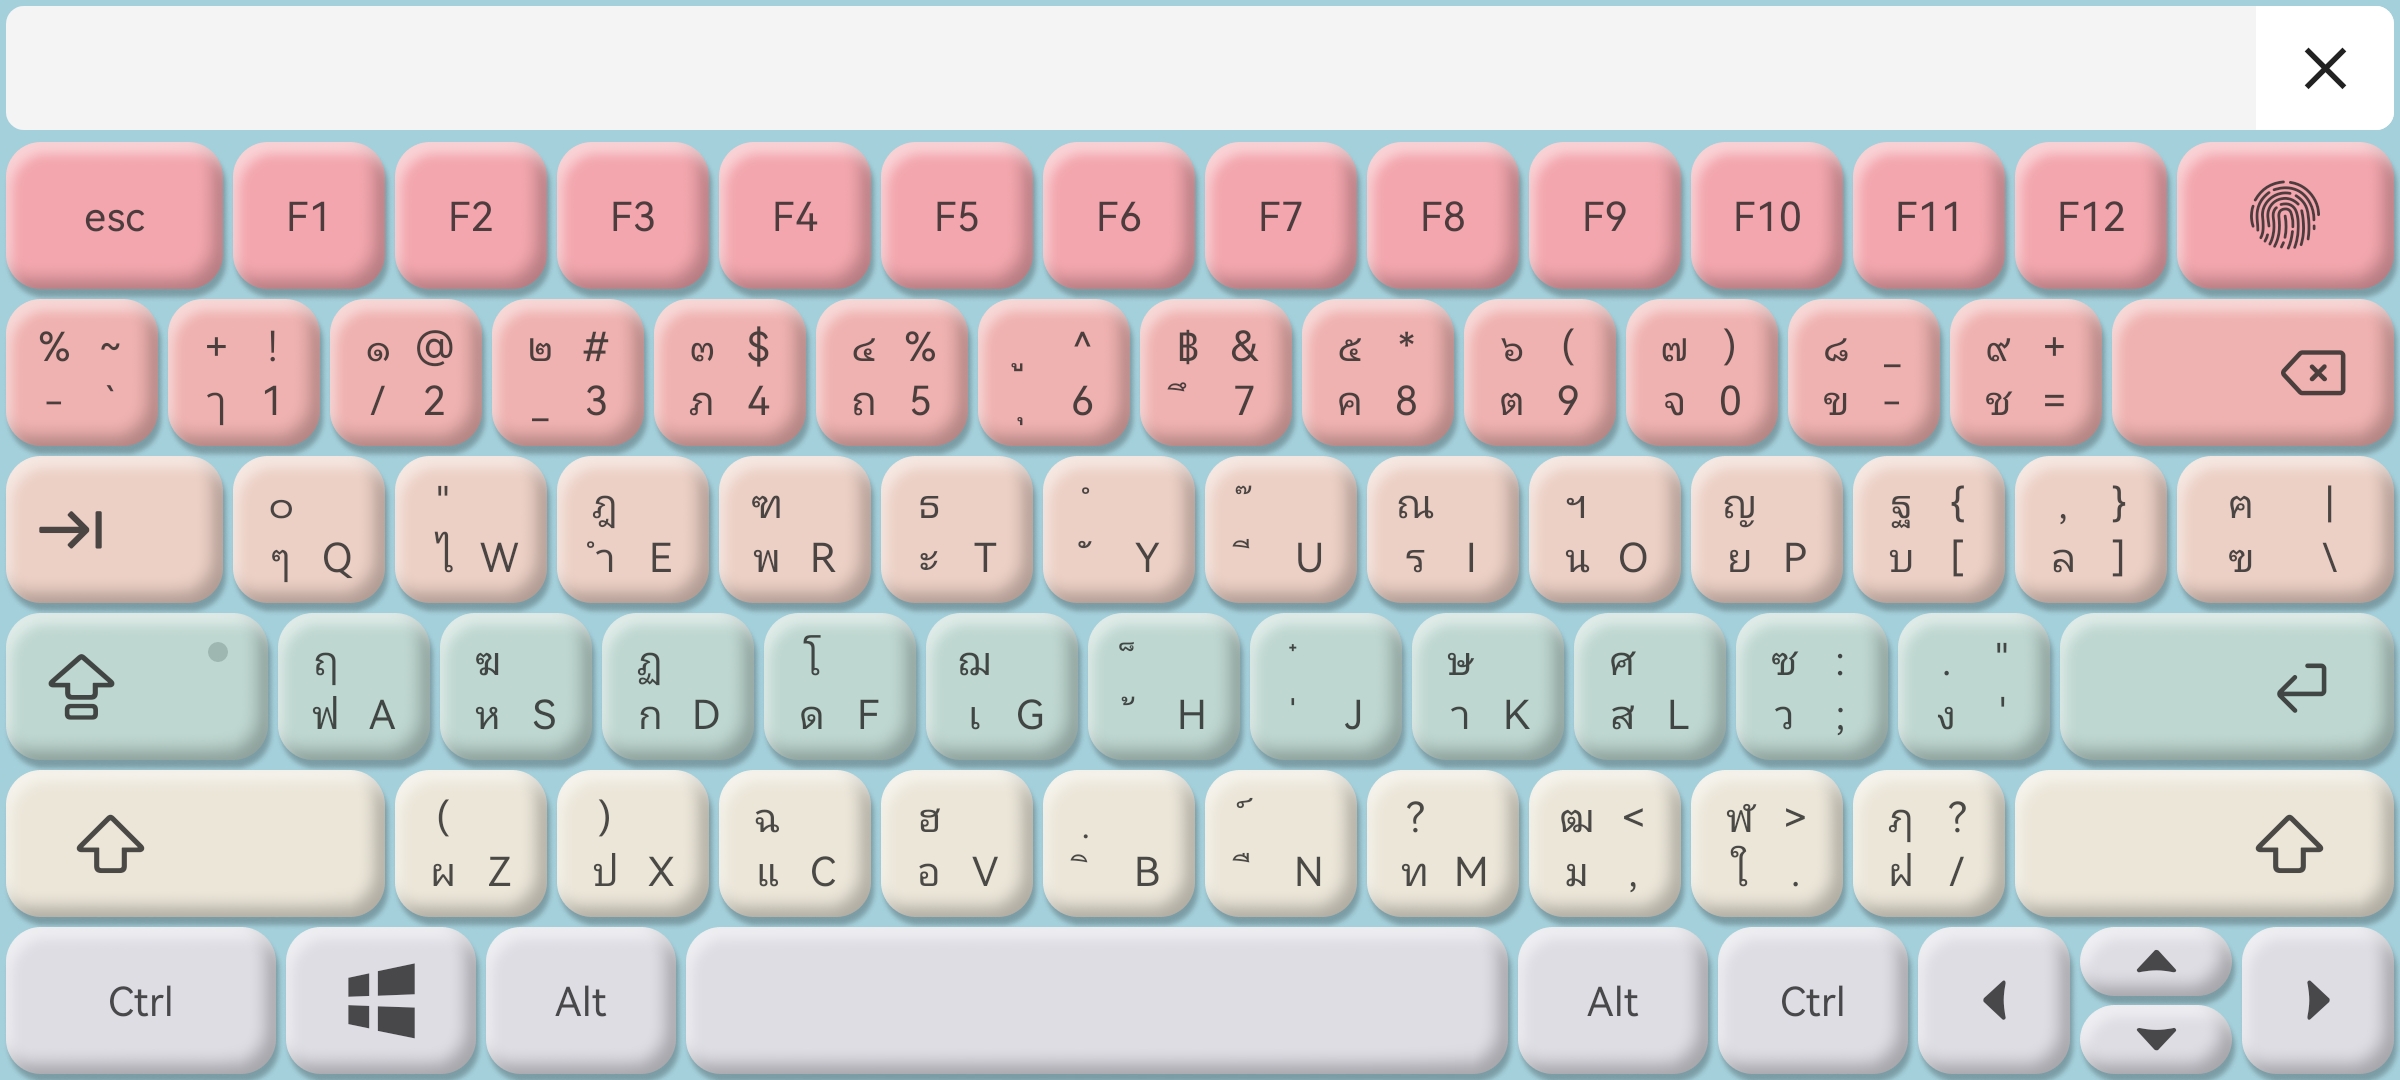 esc F1 F2 F3 F4 F5 F6 F7 F8 F9 F10 F11 F12
% ~ + ! ๑ @ ๒ # ๓ $ ๔ % ู ^ ฿ & ๕ * ๖ ( ๗ ) ๘ _ ๙ +
- ` ๅ 1 / 2 _ 3 ภ 4 ถ 5 ุ 6 ึ 7 ค 8 ต 9 จ 0 ข - ช =
๐ " ฎ ฑ ธ ํ ๊ ณ ฯ ญ ฐ { , } ฅ |
ๆ Q ไ W ำ E พ R ะ T ั Y ี U ร I น O ย P บ [ ล ] ฃ \
ฤ ฆ ฏ โ ฌ ็ ๋ ษ ศ ซ : . "
ฟ A ห S ก D ด F เ G ้ H ่ J า K ส L ว ; ง '
( ) ฉ ฮ ฺ ์ ? ฒ < ฬ > ฦ ?
ผ Z ป X แ C อ V ิ B ื N ท M ม , ใ . ฝ /
Ctrl Alt Alt Ctrl